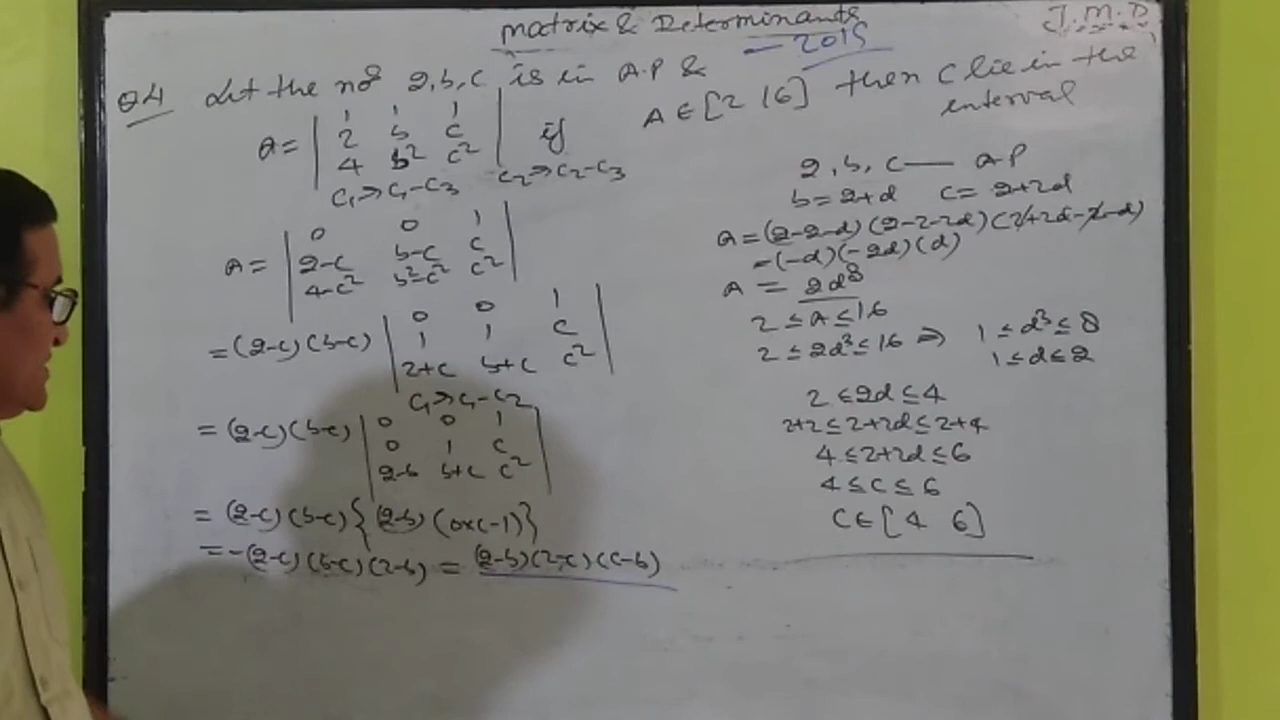 Matrix & Determinants
J.M.D
— 2019
Q4 Let the no^s 2, b, c is in A.P &
A = | 1 1 1 |
| 2 b c |
| 4 b² c² | if
A ∈ [2 16] then c lie in the interval
C₁ → C₁-C₃ C₂ → C₂-C₃
A = | 0 0 1 |
| 2-c b-c c |
| 4-c² b²-c² c² |
= (2-c)(b-c) | 0 0 1 |
| 1 1 c |
| 2+c b+c c² |
C₁ → C₁-C₂
= (2-c)(b-c) | 0 0 1 |
| 0 1 c |
| 2-b b+c c² |
= (2-c)(b-c){(2-b)(0×c-1)}
= -(2-c)(b-c)(2-b) = (2-b)(2-c)(c-b)
2, b, c — A.P
b = 2+d c = 2+2d
A = (2-2-d)(2-2-2d)(2+2d-2-d)
= (-d)(-2d)(d)
A = 2d³
2 ≤ A ≤ 16
2 ≤ 2d³ ≤ 16 ⇒ 1 ≤ d³ ≤ 8
1 ≤ d ≤ 2
2 ≤ 2d ≤ 4
2+2 ≤ 2+2d ≤ 2+4
4 ≤ 2+2d ≤ 6
4 ≤ c ≤ 6
C ∈ [4 6]